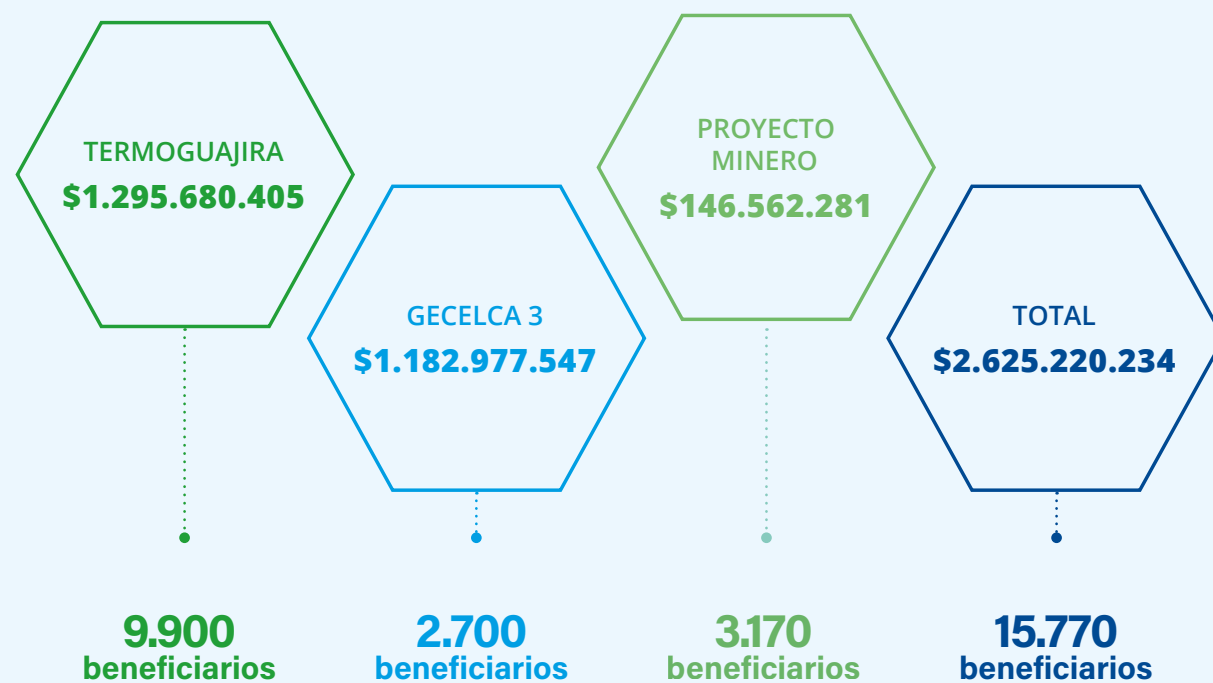 TERMOGUAJIRA
$1.295.680.405
GECELCA 3
$1.182.977.547
PROYECTO
MINERO
$146.562.281
TOTAL
$2.625.220.234
9.900
beneficiarios
2.700
beneficiarios
3.170
beneficiarios
15.770
beneficiarios